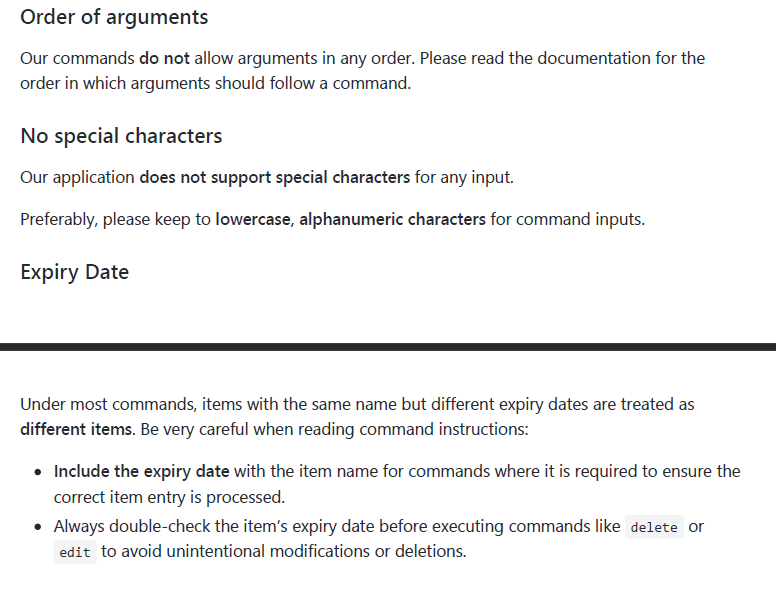 Order of arguments
Our commands do not allow arguments in any order. Please read the documentation for the
order in which arguments should follow a command.
No special characters
Our application does not support special characters for any input.
Preferably, please keep to lowercase, alphanumeric characters for command inputs.
Expiry Date
Under most commands, items with the same name but different expiry dates are treated as
different items. Be very careful when reading command instructions:
• Include the expiry date with the item name for commands where it is required to ensure the
correct item entry is processed.
• Always double-check the item’s expiry date before executing commands like delete or
edit to avoid unintentional modifications or deletions.